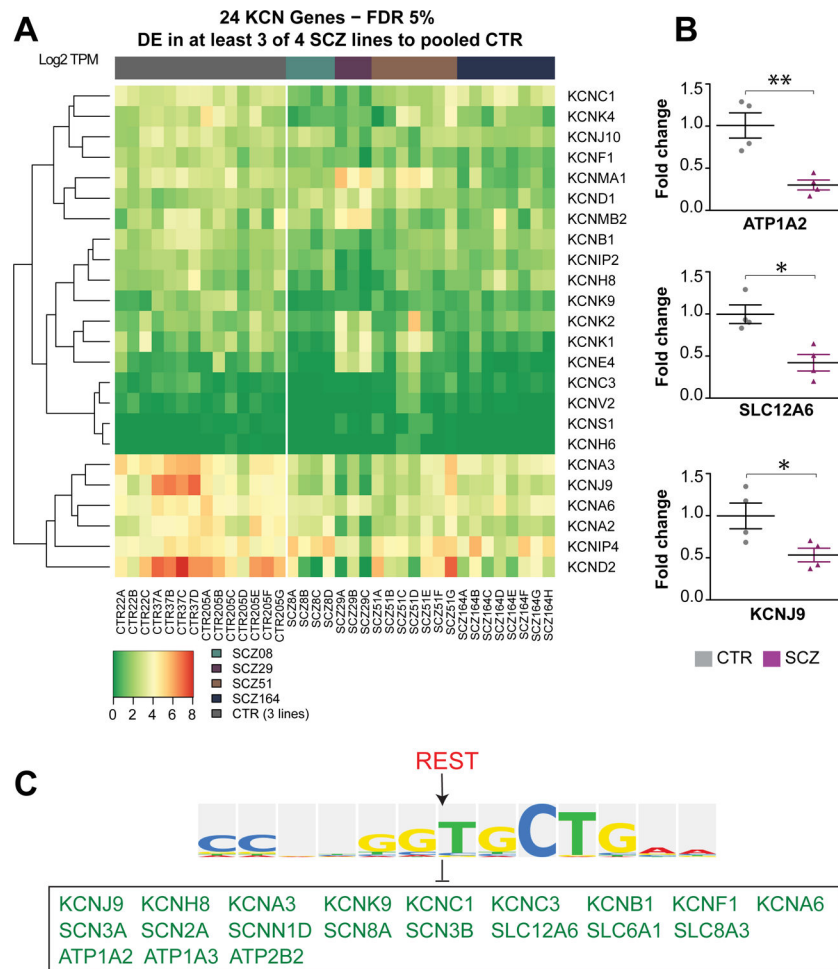 A
24 KCN Genes – FDR 5%
DE in at least 3 of 4 SCZ lines to pooled CTR
Log2 TPM
KCNC1
KCNK4
KCNJ10
KCNF1
KCNMA1
KCND1
KCNMB2
KCNB1
KCNIP2
KCNH8
KCNK9
KCNK2
KCNK1
KCNE4
KCNC3
KCNV2
KCNS1
KCNH6
KCNA3
KCNJ9
KCNA6
KCNA2
KCNIP4
KCND2
CTR22A CTR22B CTR22C CTR37A CTR37B CTR37C CTR37D CTR205A CTR205B CTR205C CTR205D CTR205E CTR205F CTR205G SCZ8A SCZ8B SCZ8C SCZ8D SCZ29A SCZ29B SCZ29C SCZ51A SCZ51B SCZ51C SCZ51D SCZ51E SCZ51F SCZ51G SCZ164A SCZ164B SCZ164C SCZ164D SCZ164E SCZ164F SCZ164G SCZ164H
0 2 4 6 8
SCZ08
SCZ29
SCZ51
SCZ164
CTR (3 lines)
B
Fold change
1.5
1.0
0.5
0.0
**
ATP1A2
Fold change
1.5
1.0
0.5
0.0
*
SLC12A6
Fold change
1.5
1.0
0.5
0.0
*
KCNJ9
CTR SCZ
C
REST
CC GGTGCTGAA
KCNJ9 KCNH8 KCNA3 KCNK9 KCNC1 KCNC3 KCNB1 KCNF1 KCNA6
SCN3A SCN2A SCNN1D SCN8A SCN3B SLC12A6 SLC6A1 SLC8A3
ATP1A2 ATP1A3 ATP2B2